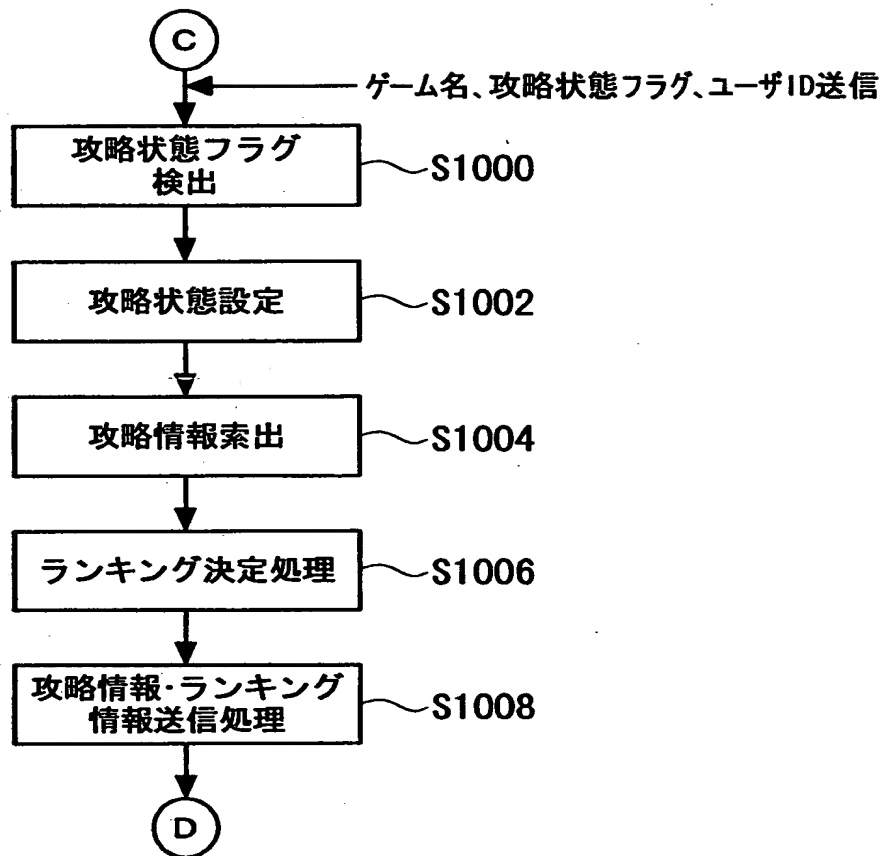 C
ゲーム名、攻略状態フラグ、ユーザID送信
攻略状態フラグ
検出
S1000
攻略状態設定
S1002
攻略情報索出
S1004
ランキング決定処理
S1006
攻略情報・ランキング
情報送信処理
S1008
D